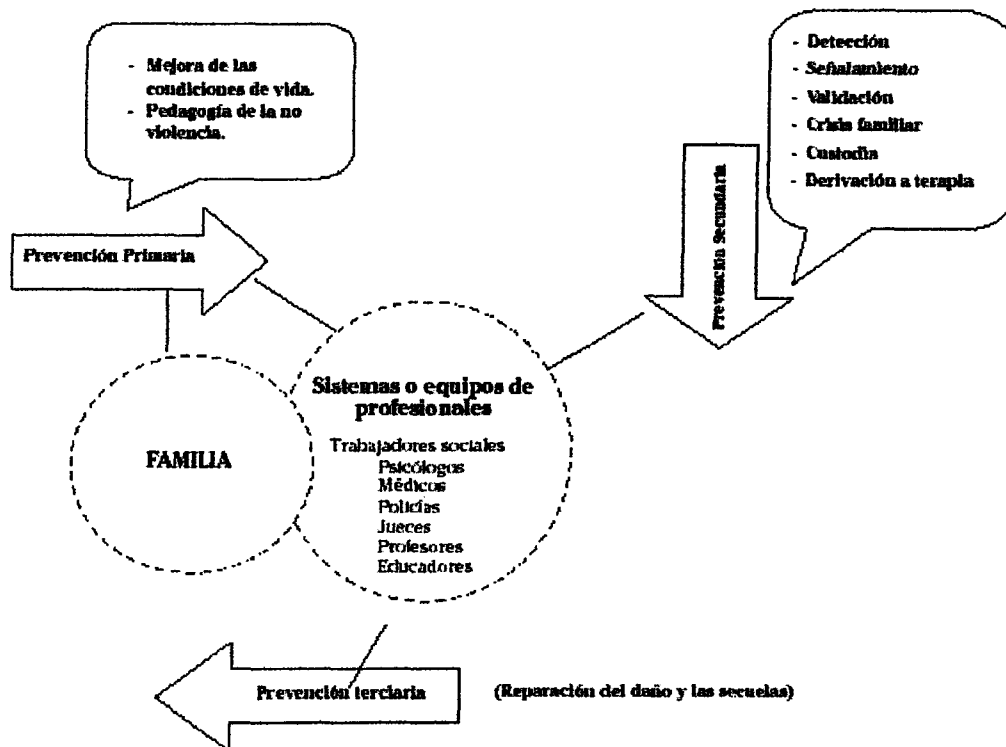 - Mejora de las
condiciones de vida.
- Pedagogía de la no
violencia.
- Detección
- Señalamiento
- Validación
- Crisis familiar
- Custodia
- Derivación a terapia
Prevención Primaria
Prevención Secundaria
Sistemas o equipos de
profesionales
Trabajadores sociales
Psicólogos
Médicos
Policías
Jueces
Profesores
Educadores
FAMILIA
Prevención terciaria
(Reparación del daño y las secuelas)